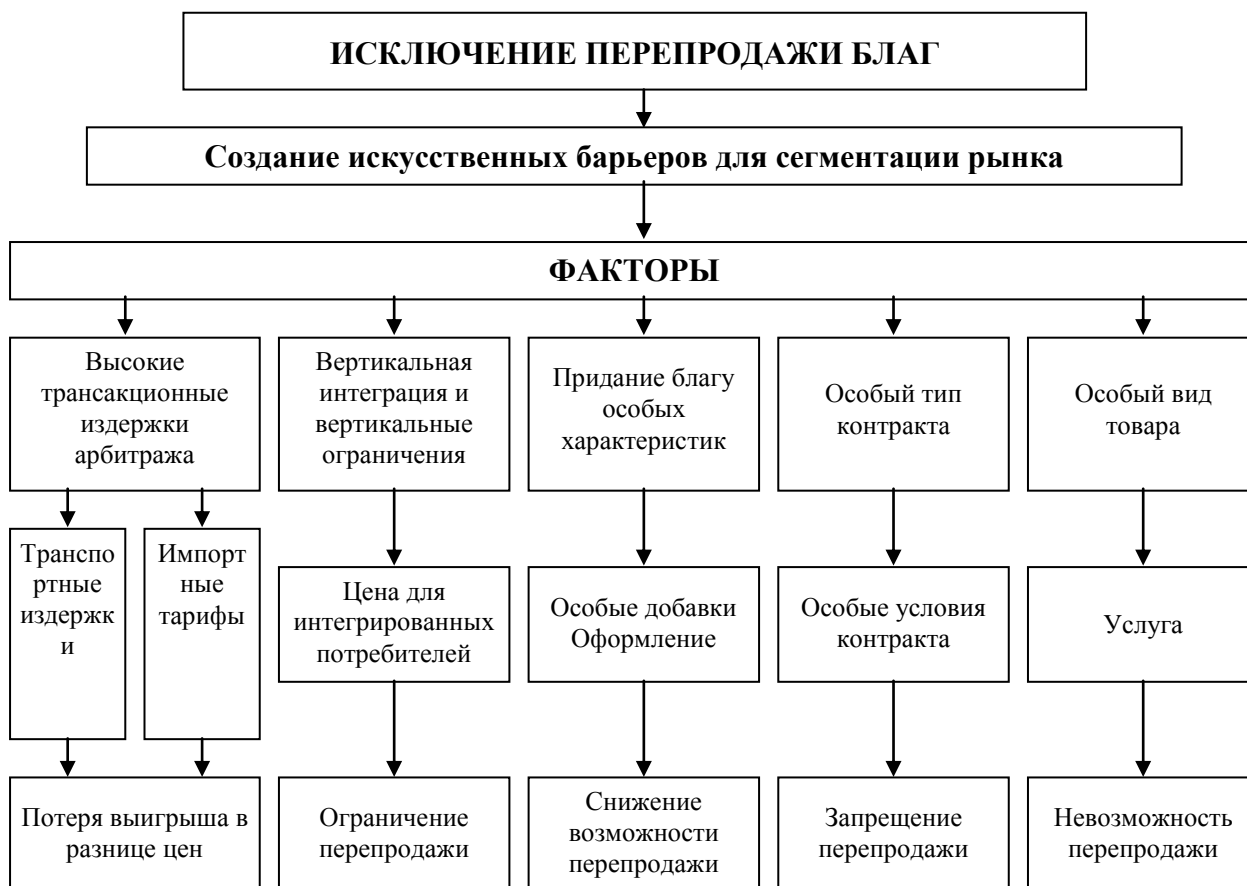 ИСКЛЮЧЕНИЕ ПЕРЕПРОДАЖИ БЛАГ
Создание искусственных барьеров для сегментации рынка
ФАКТОРЫ
Высокие
трансакционные
издержки
арбитража
Вертикальная
интеграция и
вертикальные
ограничения
Придание благу
особых
характеристик
Особый тип
контракта
Особый вид
товара
Транспо
ртные
издержк
и
Импорт
ные
тарифы
Цена для
интегрированных
потребителей
Особые добавки
Оформление
Особые условия
контракта
Услуга
Потеря выигрыша в
разнице цен
Ограничение
перепродажи
Снижение
возможности
перепродажи
Запрещение
перепродажи
Невозможность
перепродажи